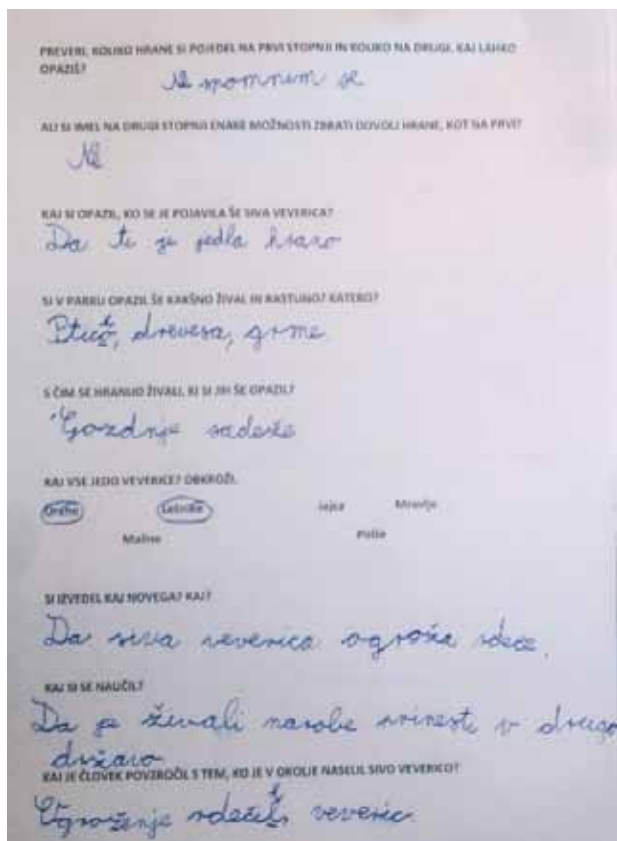 PREVERI, KOLIKO HRANE SI POJEDEL NA PRVI STOPNJI IN KOLIKO NA DRUGI. KAJ LAHKO
OPAZIŠ?
Ne spomnem se
ALI SI IMEL NA DRUGI STOPNJI ENAKE MOŽNOSTI ZBRATI DOVOLJ HRANE, KOT NA PRVI?
Ne
KAJ SI OPAZIL, KO SE JE POJAVILA ŠE SIVA VEVERICA?
Da ti je jedla hrano
SI V PARKU OPAZIL ŠE KAKŠNO ŽIVAL IN RASTLINO? KATERO?
drevesa, grme
S ČIM SE HRANIJO ŽIVALI, KI SI JIH ŠE OPAZIL?
Gozdnje sadeže
KAJ VSE JEDO VEVERICE? OBKROŽI.
Orehe Lešnike Jajca Mravlje
Maline Polže
SI IZVEDEL KAJ NOVEGA? KAJ?
Da siva veverica ogroža rdeče.
KAJ SI SE NAUČIL?
Da je živali narobe prinesti v drugo
državo
KAJ JE ČLOVEK POVZROČIL S TEM, KO JE V OKOLJE NASELIL SIVO VEVERICO?
Ogroženje veveric